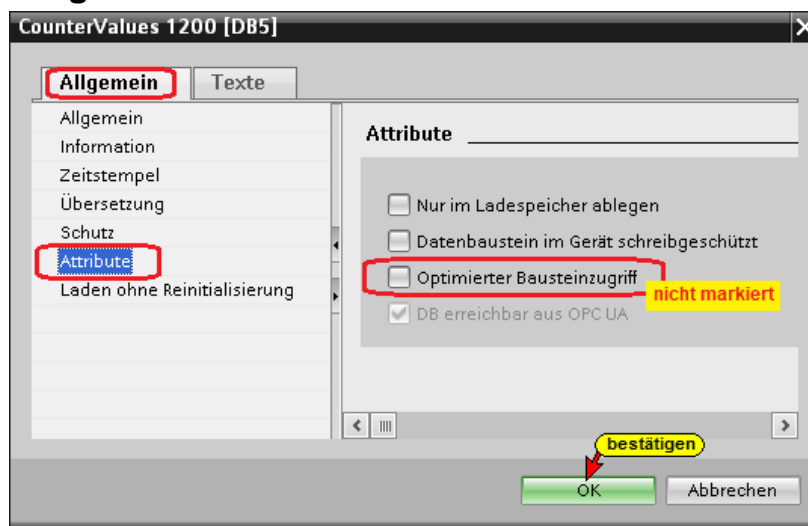 CounterValues 1200 [DB5]
Allgemein
Texte
Allgemein
Information
Zeitstempel
Übersetzung
Schutz
Attribute
Laden ohne Reinitialisierung
Attribute
Nur im Ladespeicher ablegen
Datenbaustein im Gerät schreibgeschützt
Optimierter Bausteinzugriff
nicht markiert
DB erreichbar aus OPC UA
bestätigen
OK
Abbrechen